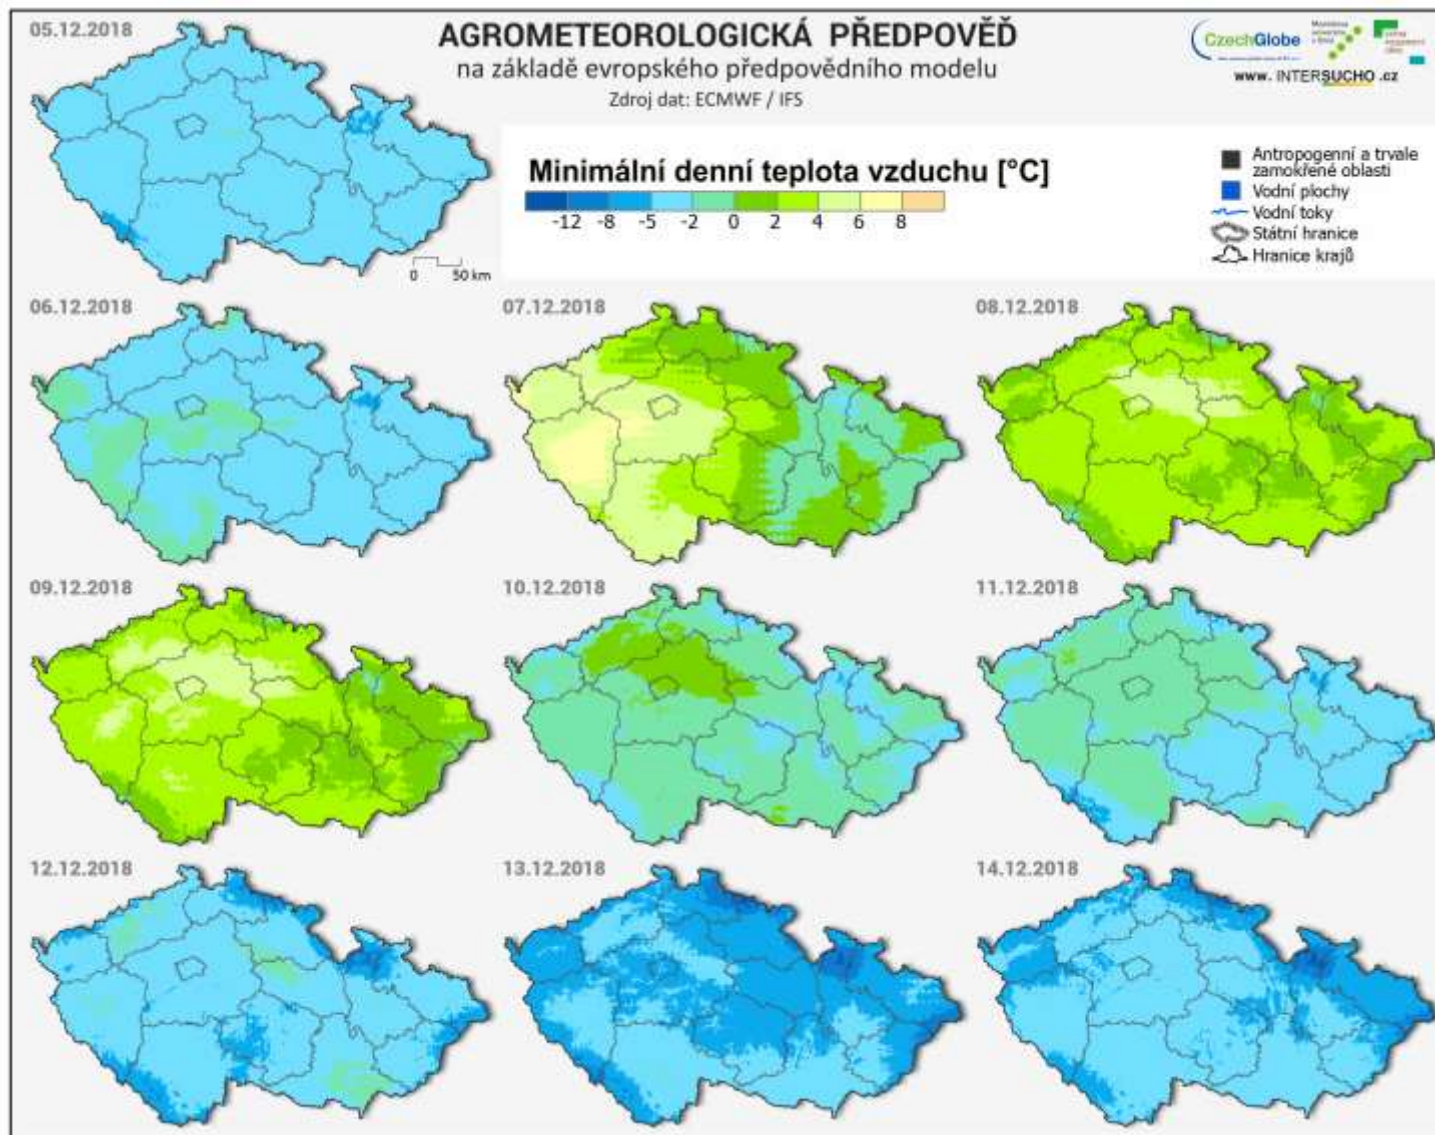 05.12.2018
AGROMETEOROLOGICKÁ PŘEDPOVĚĎ
na základě evropského předpovědního modelu
Zdroj dat: ECMWF / IFS
CzechGlobe
www. INTERSUCHO .cz
Minimální denní teplota vzduchu [°C]
-12 -8 -5 -2 0 2 4 6 8
Antropogenní a trvale
zamokřené oblasti
Vodní plochy
Vodní toky
Státní hranice
Hranice krajů
0 50 km
06.12.2018
07.12.2018
08.12.2018
09.12.2018
10.12.2018
11.12.2018
12.12.2018
13.12.2018
14.12.2018